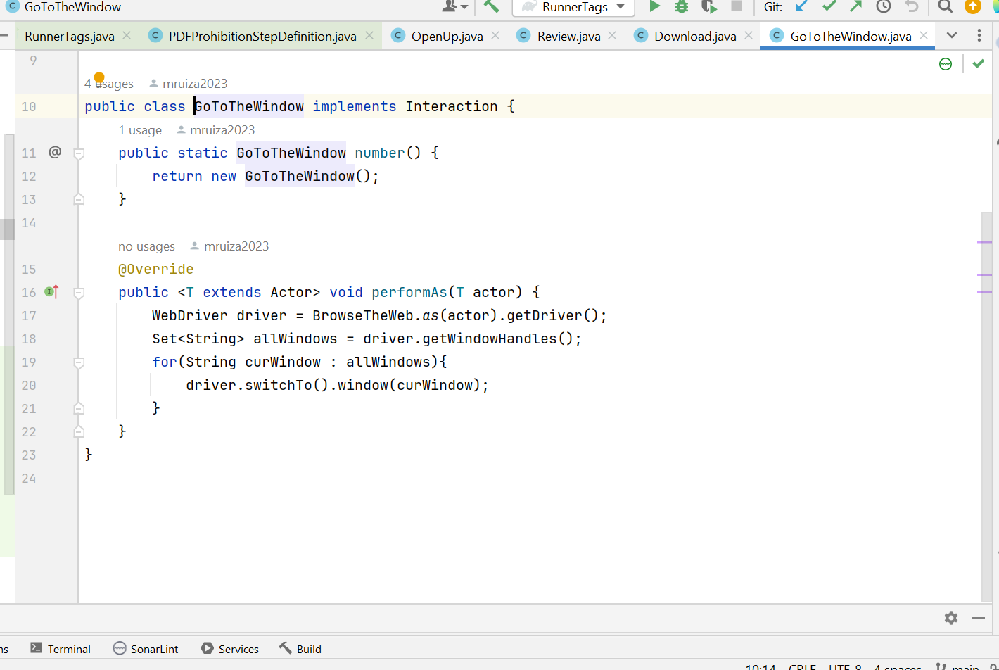 GoToTheWindow RunnerTags Git:
RunnerTags.java PDFProhibitionStepDefinition.java OpenUp.java Review.java Download.java GoToTheWindow.java
9
4 usages mruiza2023
10 public class GoToTheWindow implements Interaction {
1 usage mruiza2023
11 @ public static GoToTheWindow number() {
12 return new GoToTheWindow();
13 }
14
no usages mruiza2023
15 @Override
16 public <T extends Actor> void performAs(T actor) {
17 WebDriver driver = BrowseTheWeb.as(actor).getDriver();
18 Set<String> allWindows = driver.getWindowHandles();
19 for(String curWindow : allWindows){
20 driver.switchTo().window(curWindow);
21 }
22 }
23 }
24
ns Terminal SonarLint Services Build
10:14 CRLF UTF-8 4 spaces main